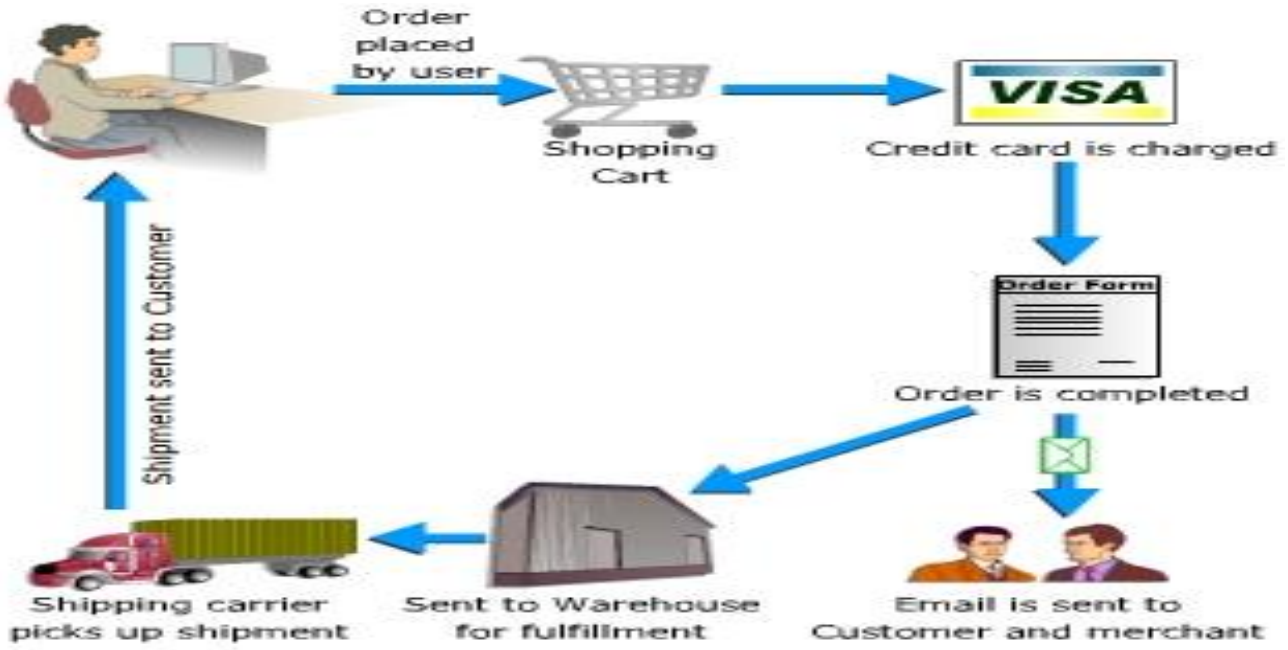 Order
placed
by user
Shopping
Cart
VISA
Credit card is charged
Order Form
Order is completed
Shipment sent to Customer
Shipping carrier
picks up shipment
Sent to Warehouse
for fulfillment
Email is sent to
Customer and merchant